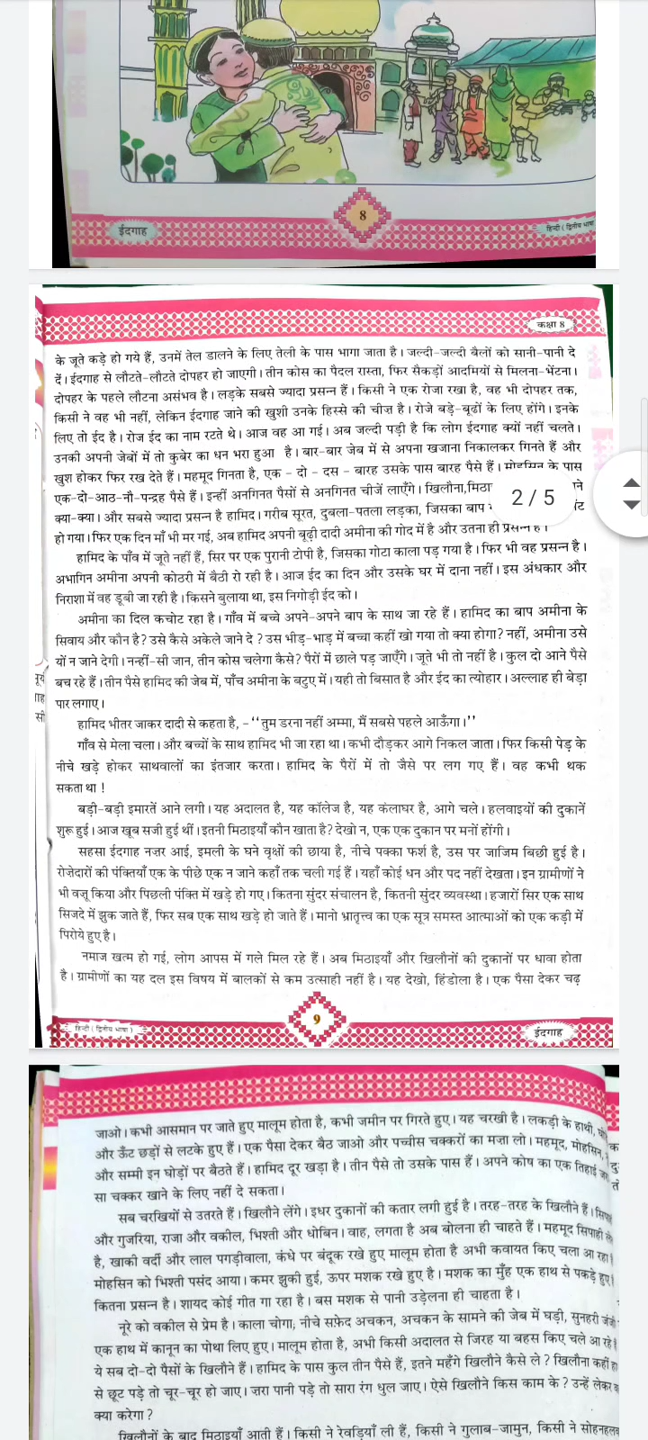 8
ईदगाह
हिन्दी ( द्वितीय भाषा
कक्षा 8
के जूते कड़े हो गये हैं, उनमें तेल डालने के लिए तेली के पास भागा जाता है। जल्दी-जल्दी बैलों को सानी-पानी दे
दें। ईदगाह से लौटते-लौटते दोपहर हो जाएगी। तीन कोस का पैदल रास्ता, फिर सैकड़ों आदमियों से मिलना-भेंटना।
दोपहर के पहले लौटना असंभव है। लड़के सबसे ज्यादा प्रसन्न हैं। किसी ने एक रोजा रखा है, वह भी दोपहर तक,
किसी ने वह भी नहीं, लेकिन ईदगाह जाने की खुशी उनके हिस्से की चीज़ है। रोजे बड़े-बूढों के लिए होंगे। इनके
लिए तो ईद है। रोज ईद का नाम रटते थे। आज वह आ गई। अब जल्दी पड़ी है कि लोग ईदगाह क्यों नहीं चलते।
उनकी अपनी जेबों में तो कुबेर का धन भरा हुआ है। बार-बार जेब में से अपना खजाना निकालकर गिनते हैं और
खुश होकर फिर रख देते हैं। महमूद गिनता है, एक - दो - दस - बारह उसके पास बारह पैसे हैं। मोहसिन के पास
एक-दो-आठ-नौ-पन्द्रह पैसे हैं। इन्हीं अनगिनत पैसों से अनगिनत चीजें लाएँगे। खिलौना,मिठा
2 / 5
क्या-क्या। और सबसे ज्यादा प्रसन्न है हामिद। गरीब सूरत, दुबला-पतला लड़का, जिसका बाप
हो गया। फिर एक दिन माँ भी मर गई, अब हामिद अपनी बूढ़ी दादी अमीना की गोद में है और उतना ही प्रसन्न है।
हामिद के पाँव में जूते नहीं हैं, सिर पर एक पुरानी टोपी है, जिसका गोटा काला पड़ गया है। फिर भी वह प्रसन्न है।
अभागिन अमीना अपनी कोठरी में बैठी रो रही है। आज ईद का दिन और उसके घर में दाना नहीं। इस अंधकार और
निराशा में वह डूबी जा रही है। किसने बुलाया था, इस निगोड़ी ईद को।
अमीना का दिल कचोट रहा है। गाँव में बच्चे अपने-अपने बाप के साथ जा रहे हैं। हामिद का बाप अमीना के
सिवाय और कौन है? उसे कैसे अकेले जाने दे ? उस भीड़-भाड़ में बच्चा कहीं खो गया तो क्या होगा? नहीं, अमीना उसे
यों न जाने देगी। नन्हीं-सी जान, तीन कोस चलेगा कैसे? पैरों में छाले पड़ जाएँगे। जूते भी तो नहीं है। कुल दो आने पैसे
बच रहे हैं। तीन पैसे हामिद की जेब में, पाँच अमीना के बटुए में। यही तो बिसात है और ईद का त्योहार। अल्लाह ही बेड़ा
पार लगाए।
हामिद भीतर जाकर दादी से कहता है, -‘‘तुम डरना नहीं अम्मा, मैं सबसे पहले आऊँगा।’’
गाँव से मेला चला। और बच्चों के साथ हामिद भी जा रहा था। कभी दौड़कर आगे निकल जाता। फिर किसी पेड़ के
नीचे खड़े होकर साथवालों का इंतजार करता। हामिद के पैरों में तो जैसे पर लग गए हैं। वह कभी थक
सकता था !
बड़ी-बड़ी इमारतें आने लगी। यह अदालत है, यह कॉलेज है, यह कलाघर है, आगे चले। हलवाइयों की दुकानें
शुरू हुई। आज खूब सजी हुई थीं। इतनी मिठाइयाँ कौन खाता है? देखो न, एक एक दुकान पर मनों होंगी।
सहसा ईदगाह नज़र आई, इमली के घने वृक्षों की छाया है, नीचे पक्का फर्श है, उस पर जाजिम बिछी हुई है।
रोजेदारों की पंक्तियाँ एक के पीछे एक न जाने कहाँ तक चली गई हैं। यहाँ कोई धन और पद नहीं देखता। इन ग्रामीणों ने
भी वजू किया और पिछली पंक्ति में खड़े हो गए। कितना सुंदर संचालन है, कितनी सुंदर व्यवस्था। हजारों सिर एक साथ
सिजदे में झुक जाते हैं, फिर सब एक साथ खड़े हो जाते हैं। मानो भ्रातृत्त्व का एक सूत्र समस्त आत्माओं को एक कड़ी में
पिरोये हुए है।
नमाज खत्म हो गई, लोग आपस में गले मिल रहे हैं। अब मिठाइयाँ और खिलौनों की दुकानों पर धावा होता
है। ग्रामीणों का यह दल इस विषय में बालकों से कम उत्साही नहीं है। यह देखो, हिंडोला है। एक पैसा देकर चढ़
हिन्दी ( द्वितीय भाषा )
9
ईदगाह
जाओ। कभी आसमान पर जाते हुए मालूम होता है, कभी जमीन पर गिरते हुए। यह चरखी है। लकड़ी के हाथी,
और ऊँट छड़ों से लटके हुए हैं। एक पैसा देकर बैठ जाओ और पच्चीस चक्करों का मजा लो। महमूद, मोहसिन,
और सम्मी इन घोड़ों पर बैठते हैं। हामिद दूर खड़ा है। तीन पैसे तो उसके पास हैं। अपने कोष का एक तिहाई
सा चक्कर खाने के लिए नहीं दे सकता।
सब चरखियों से उतरते हैं। खिलौने लेंगे। इधर दुकानों की कतार लगी हुई है। तरह-तरह के खिलौने हैं।
और गुजरिया, राजा और वकील, भिश्ती और धोबिन। वाह, लगता है अब बोलना ही चाहते हैं। महमूद सिपाही
है, खाकी वर्दी और लाल पगड़ीवाला, कंधे पर बंदूक रखे हुए मालूम होता है अभी कवायत किए चला आ रहा
मोहसिन को भिश्ती पसंद आया। कमर झुकी हुई, ऊपर मशक रखे हुए है। मशक का मुँह एक हाथ से पकड़े हुए
कितना प्रसन्न है। शायद कोई गीत गा रहा है। बस मशक से पानी उड़ेलना ही चाहता है।
नूरे को वकील से प्रेम है। काला चोगा, नीचे सफ़ेद अचकन, अचकन के सामने की जेब में घड़ी, सुनहरी
एक हाथ में कानून का पोथा लिए हुए। मालूम होता है, अभी किसी अदालत से जिरह या बहस किए चले आ रहे
ये सब दो-दो पैसों के खिलौने हैं। हामिद के पास कुल तीन पैसे हैं, इतने महँगे खिलौने कैसे ले ? खिलौना कहीं
से छूट पड़े तो चूर-चूर हो जाए। जरा पानी पड़े तो सारा रंग धुल जाए। ऐसे खिलौने किस काम के ? उन्हें लेकर
क्या करेगा ?
खिलौनों के बाद मिठाइयाँ आती हैं। किसी ने रेवड़ियाँ ली हैं, किसी ने गुलाब-जामुन, किसी ने